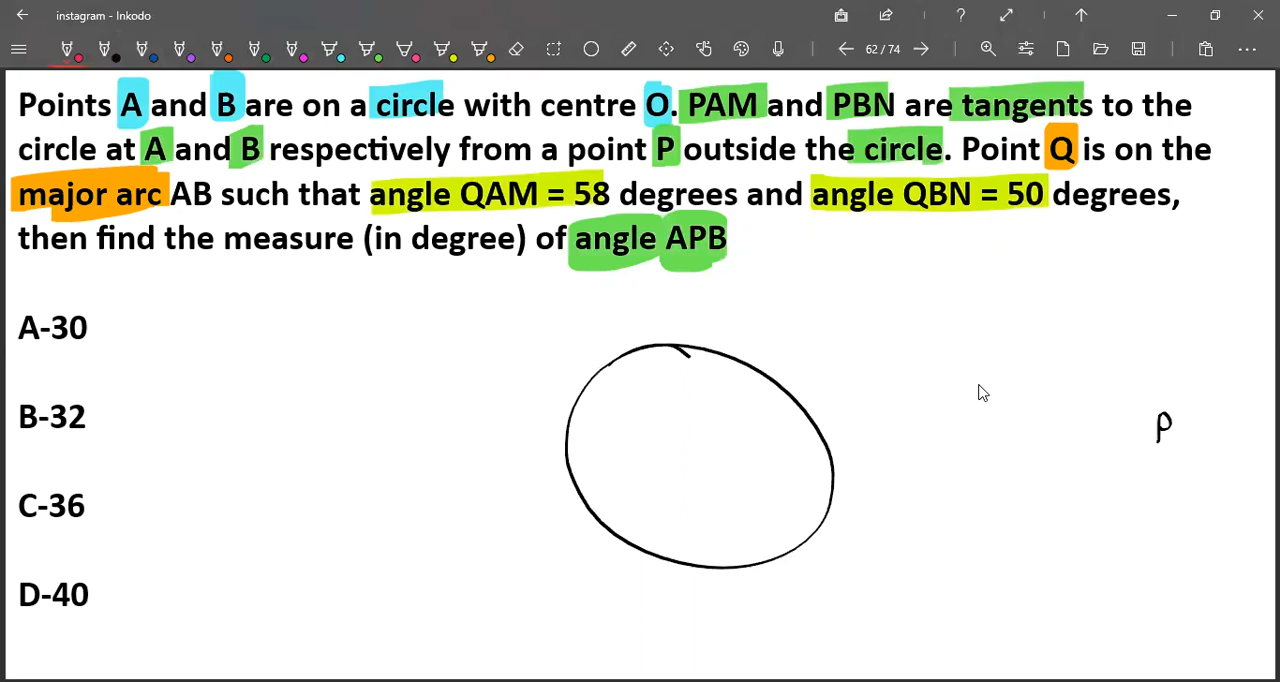 instagram - Inkodo
62 / 74
Points A and B are on a circle with centre O. PAM and PBN are tangents to the
circle at A and B respectively from a point P outside the circle. Point Q is on the
major arc AB such that angle QAM = 58 degrees and angle QBN = 50 degrees,
then find the measure (in degree) of angle APB
A-30
B-32
P
C-36
D-40